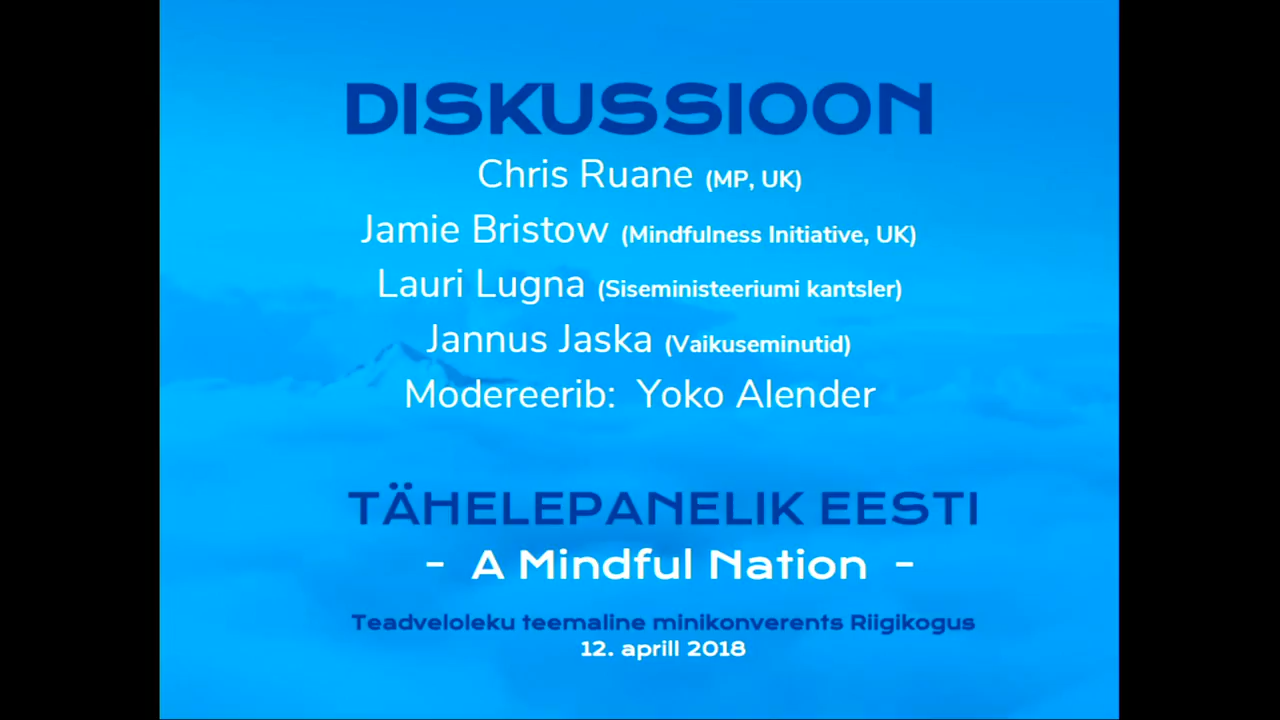 DISKUSSIOON
Chris Ruane (MP, UK)
Jamie Bristow (Mindfulness Initiative, UK)
Lauri Lugna (Siseministeeriumi kantsler)
Jannus Jaska (Vaikuseminutid)
Modereerib: Yoko Alender
TÄHELEPANELIK EESTI
- A Mindful Nation -
Teadveloleku teemaline minikonverents Riigikogus
12. aprill 2018